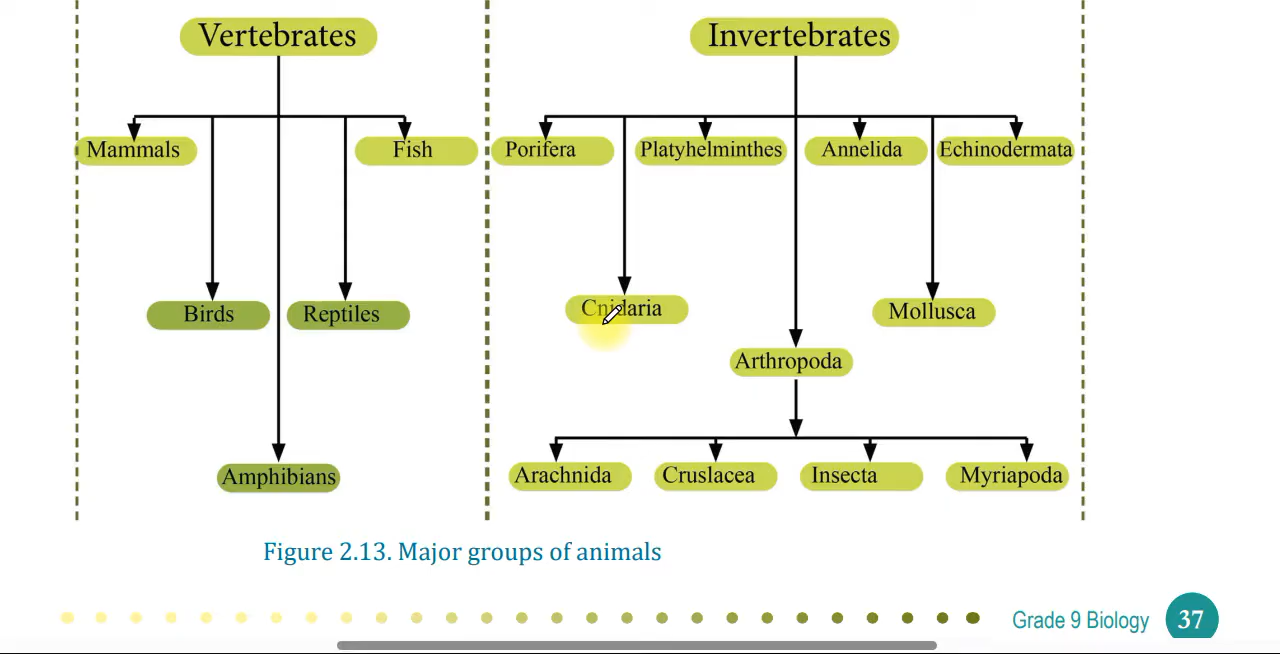 Vertebrates
Invertebrates
Mammals
Fish
Porifera
Platyhelminthes
Annelida
Echinodermata
Birds
Reptiles
Cnidaria
Mollusca
Arthropoda
Amphibians
Arachnida
Cruslacea
Insecta
Myriapoda
Figure 2.13. Major groups of animals
Grade 9 Biology
37